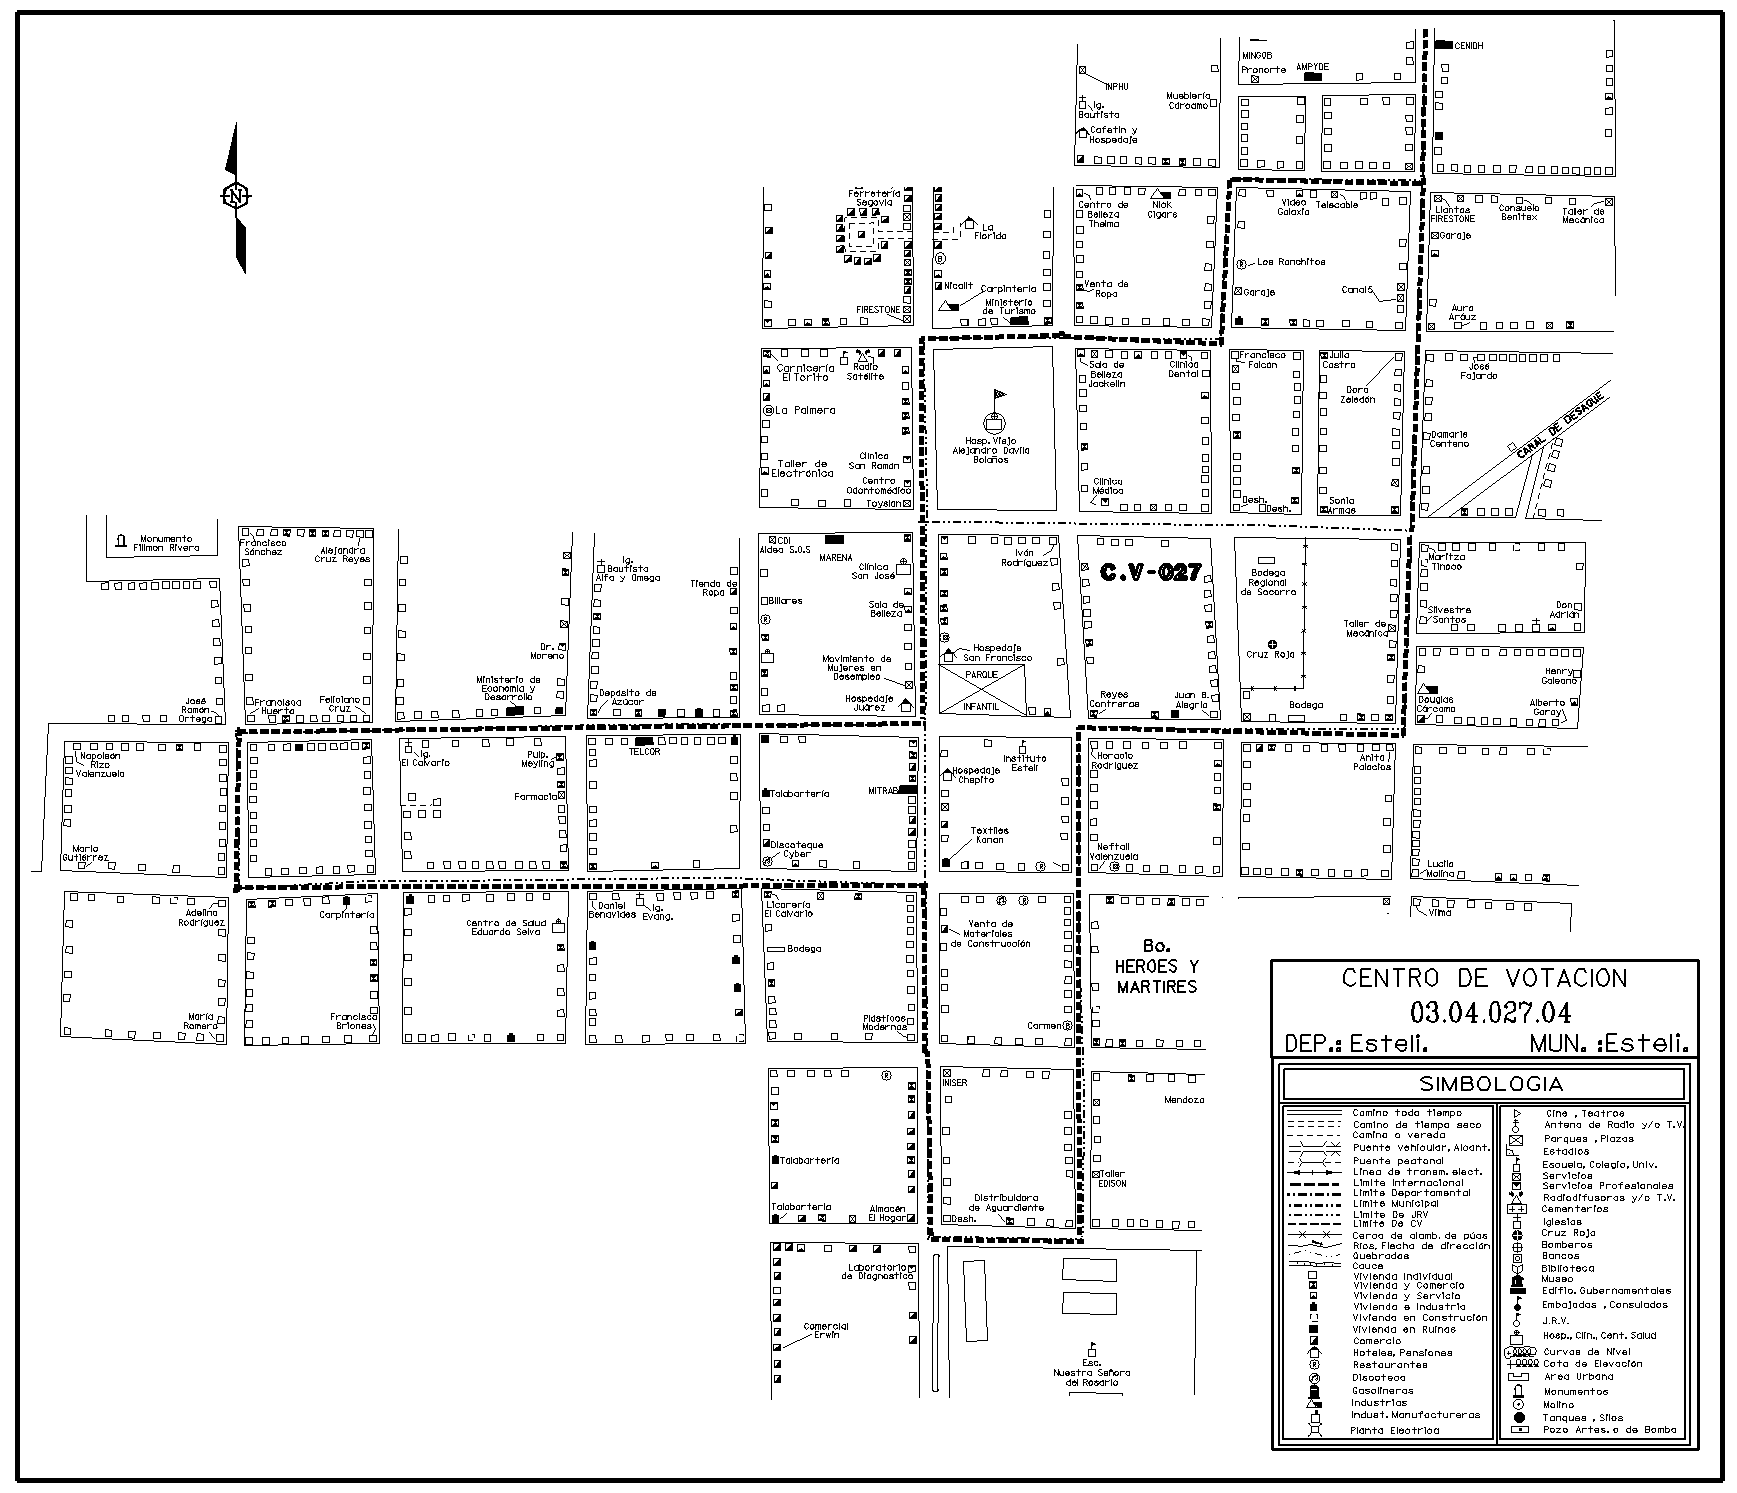 MINGOB
Pronorte
AMPYDE
CENIDH
INPHU
Ig.
Bautista
Mueblería
Cárcamo
Cafetín y
Hospedaje
N
Ferretería
Segovia
La
Florida
Nicalit
Carpintería
Ministerio
de Turismo
FIRESTONE
Centro de
Belleza
Thelma
Nick
Cigars
Venta de
Ropa
Video
Galaxia
Telecable
Los Ranchitos
Garaje
Canal5
Llantas
FIRESTONE
Consuelo
Benitex
Taller de
Mecánica
Garaje
Aura
Aráuz
Carnicería
El Torito
Radio
Satélite
La Palmera
Taller de
Electrónica
Clínica
San Ramón
Centro
Odontomédico
Toyslan
Hosp. Viejo
Alejandro Davila
Bolaños
Sala de
Belleza
Jackelin
Clínica
Dental
Clínica
Médica
Francisco
Falcón
Desh.
Desh.
Julia
Castro
Dora
Zeledón
Sonia
Armas
José
Fajardo
Damaris
Centeno
CANAL DE DESAGUE
Monumento
Filimon Rivera
Francisco
Sánchez
Alejandra
Cruz Reyes
José
Ramón
Ortega
Francisca
Huerta
Feliciano
Cruz
Dr.
Moreno
Ministerio de
Economía y
Desarrollo
Ig.
Bautista
Alfa y Omega
Tienda de
Ropa
Deposito de
Azúcar
CDI
Aldea S.O.S
MARENA
Clínica
San José
Billares
Sala de
Belleza
Movimiento de
Mujeres en
Desempleo
Hospedaje
Juárez
Iván
Rodríguez
Hospedaje
San Francisco
PARQUE
INFANTIL
C.V-027
Reyes
Contreras
Juan B.
Alegría
Bodega
Regional
de Socorro
Cruz Roja
Taller de
Mecánica
Bodega
Maritza
Tinoco
Silvestre
Santos
Don
Adrián
Henry
Galeano
Douglas
Cárcamo
Alberto
Garay
Napoleón
Rizo
Valenzuela
Mario
Gutiérrez
Ig.
El Calvario
Pulp.
Meyling
Farmacia
TELCOR
Talabartería
MITRAB
Discoteque
Cyber
Hospedaje
Chepito
Instituto
Esteli
Textiles
Kanan
Horacio
Rodríguez
Neftalí
Valenzuela
Anita
Palacios
Lucila
Molina
Adelina
Rodríguez
María
Romero
Carpintería
Francisca
Briones
Centro de Salud
Eduardo Selva
Daniel
Benavides
Ig.
Evang.
Licorería
El Calvario
Bodega
Plásticos
Modernos
Venta de
Materiales
de Construcción
Carmen
Bo.
HEROES Y
MARTIRES
Vilma
INISER
Mendoza
Talabartería
Talabartería
Almacén
El Hogar
Distribuidora
de Aguardiente
Desh.
Taller
EDISON
Laboratorio
de Diagnostico
Comercial
Erwin
Esc.
Nuestra Señora
del Rosario
CENTRO DE VOTACION
03.04.027.04
DEP.: Esteli.
MUN. :Esteli.
SIMBOLOGIA
Camino toda tiempo
Camino de tiempo seco
Camino o vereda
Puente vehicular, Alcant.
Puente peatonal
Línea de transm. elect.
Límite Internacional
Límite Departamental
Límite Municipal
Límite De JRV
Límite De CV
Cerca de alamb. de púas
Ríos, Flecha de dirección
Quebradas
Cauce
Vivienda Individual
Vivienda y Comercio
Vivienda y Servicio
Vivienda e Industria
Vivienda en Construción
Vivienda en Ruinas
Comercio
Hoteles, Pensiones
Restaurantes
Discoteca
Gasolineras
Industrias
Indust. Manufactureras
Planta Electrica
Cine , Teatros
Antena de Radio y/o T.V.
Parques , Plazas
Estadios
Escuela, Colegio, Univ.
Servicios
Servicios Profesionales
Radiodifusoras y/o T.V.
Cementerios
Iglesias
Cruz Roja
Bomberos
Bancos
Biblioteca
Museo
Edific. Gubernamentales
Embajadas , Consulados
J.R.V.
Hosp., Clin., Cent. Salud
Curvas de Nivel
Cota de Elevación
Area Urbana
Monumentos
Molino
Tanques , Silos
Pozo Artes. o de Bomba